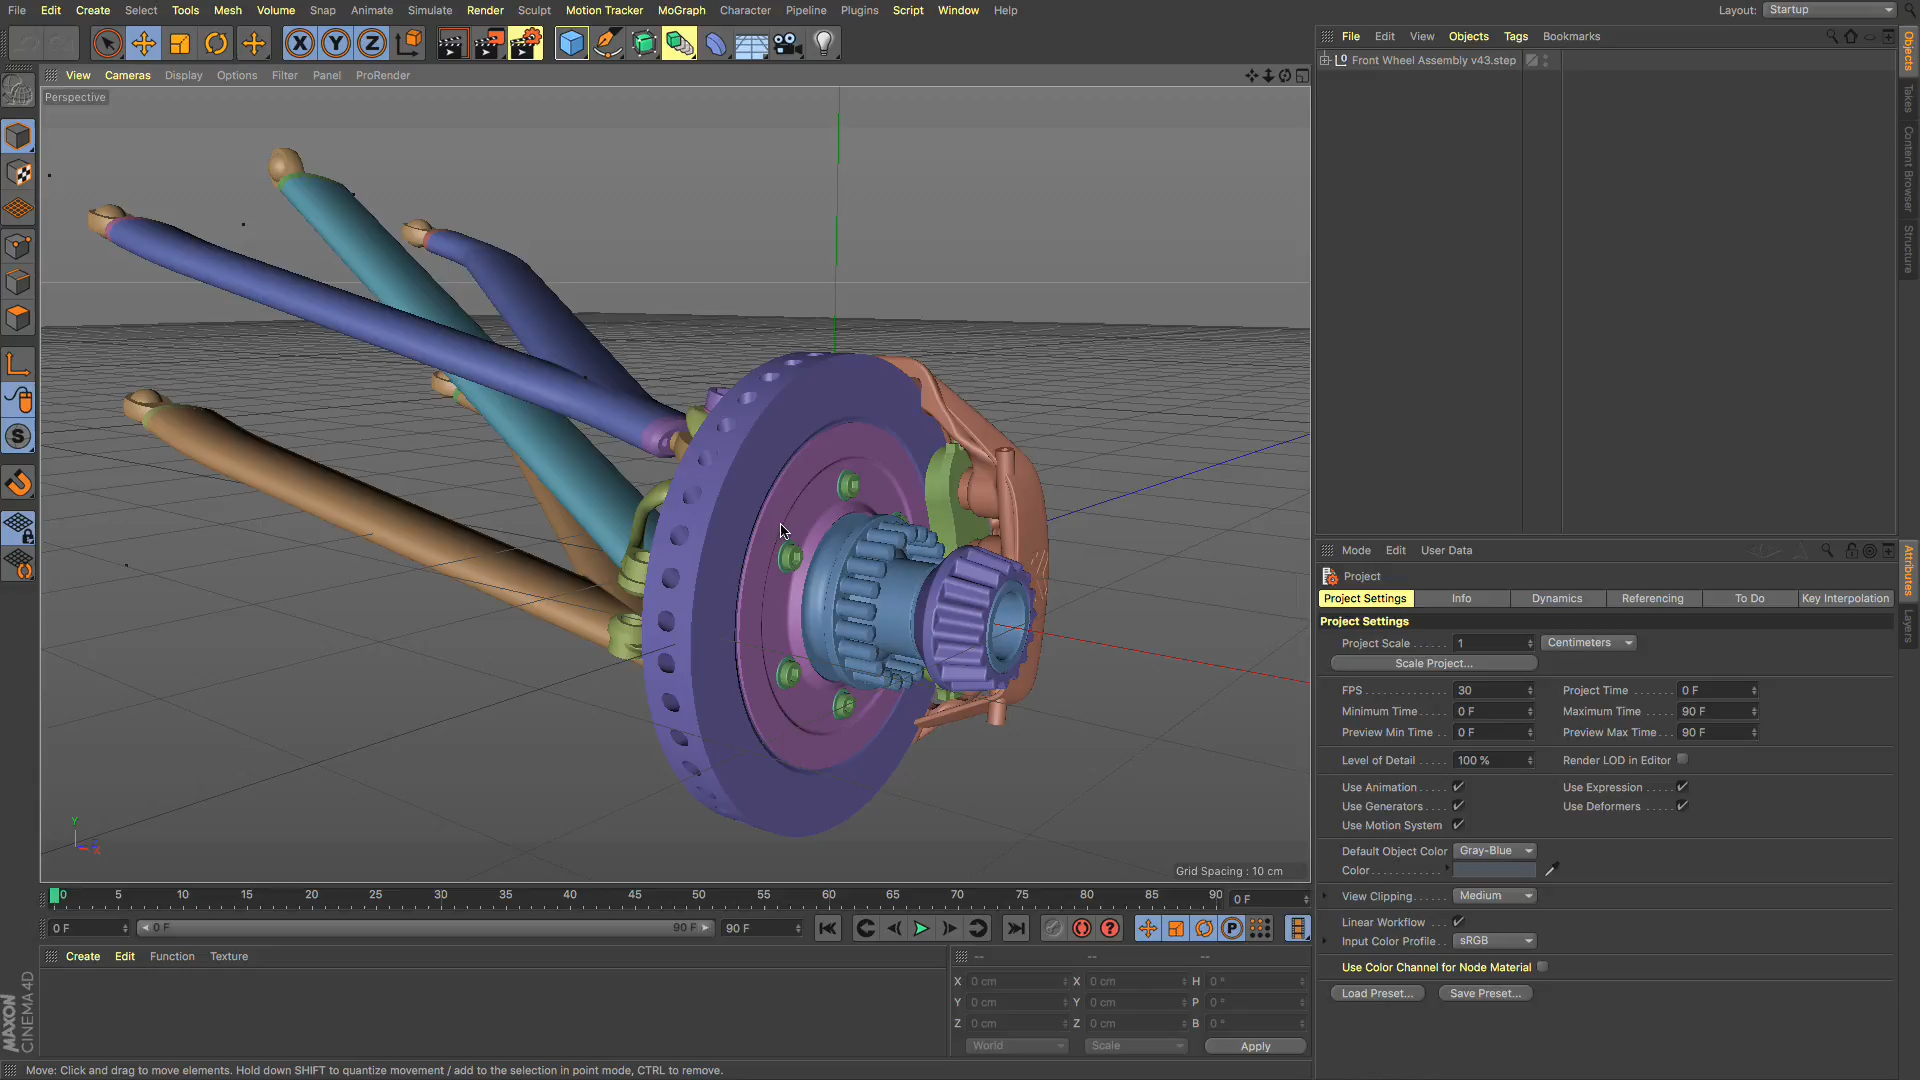 File Edit Create Select Tools Mesh Volume Snap Animate Simulate Render Sculpt Motion Tracker MoGraph Character Pipeline Plugins Script Window Help Layout: Startup
File Edit View Objects Tags Bookmarks
Front Wheel Assembly v43.step
View Cameras Display Options Filter Panel ProRender
Perspective
Grid Spacing : 10 cm
Objects
Takes
Content Browser
Structure
Mode Edit User Data
Project
Project Settings Info Dynamics Referencing To Do Key Interpolation
Project Settings
Project Scale . . . . 1 Centimeters
Scale Project...
FPS . . . . . . . . . . . . . 30 Project Time . . . . . . . 0 F
Minimum Time . . . . . 0 F Maximum Time . . . . . 90 F
Preview Min Time . . 0 F Preview Max Time . . . 90 F
Level of Detail . . . . . 100 % Render LOD in Editor
Use Animation . . . . . Use Expression . . . . .
Use Generators . . . . Use Deformers . . . . .
Use Motion System
Default Object Color Gray-Blue
Color . . . . . . . . . . . .
View Clipping . . . . . . Medium
Linear Workflow . .
Input Color Profile . . sRGB
Use Color Channel for Node Material
Load Preset... Save Preset...
Attributes
Layers
0 5 10 15 20 25 30 35 40 45 50 55 60 65 70 75 80 85 90 0 F
0 F 0 F 90 F 90 F
Create Edit Function Texture
-- -- --
X 0 cm X 0 cm H 0 °
Y 0 cm Y 0 cm P 0 °
Z 0 cm Z 0 cm B 0 °
World Scale Apply
MAXON CINEMA 4D
Move: Click and drag to move elements. Hold down SHIFT to quantize movement / add to the selection in point mode, CTRL to remove.
X Y Z
S
P
Y
X